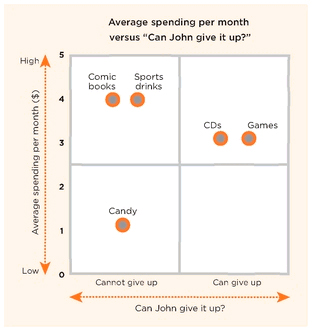 Average spending per month
versus “Can John give it up?”
High
Low
Average spending per month ($)
5
4
3
2
1
0
Comic
books
Sports
drinks
CDs
Games
Candy
Cannot give up
Can give up
Can John give it up?